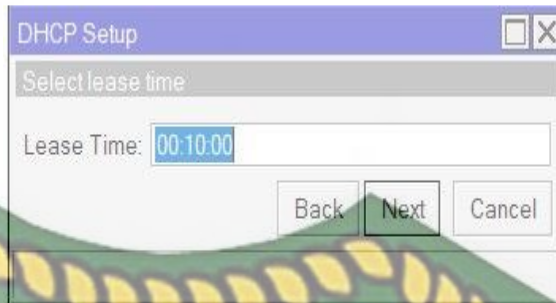 DHCP Setup
Select lease time
Lease Time: 00:10:00
Back Next Cancel